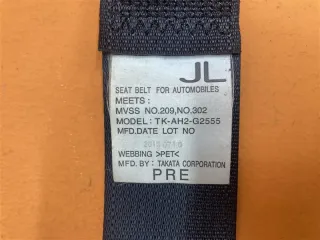 JL
SEAT BELT FOR AUTOMOBILES
MEETS:
MVSS NO.209,NO.302
MODEL: TK-AH2-G2555
MFD.DATE LOT NO
WEBBING >PET<
MFD.BY: TAKATA CORPORATION
PRE